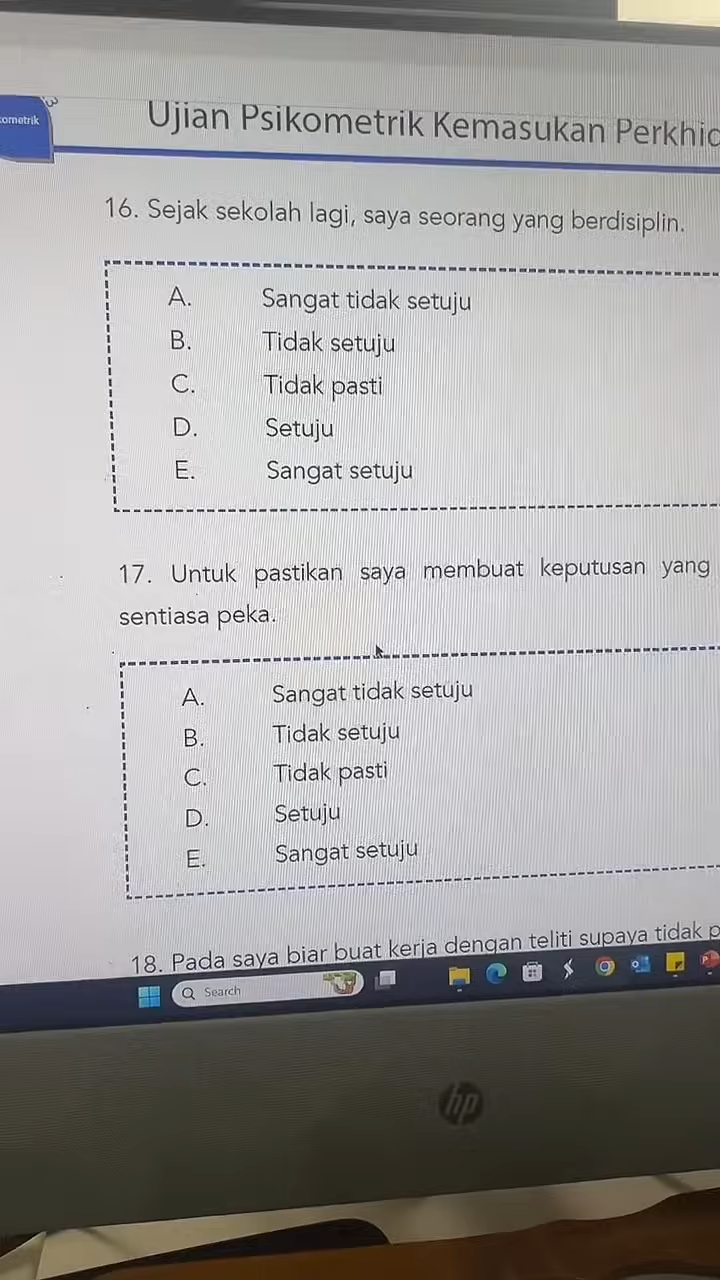 ometrik
Ujian Psikometrik Kemasukan
16. Sejak sekolah lagi, saya seorang yang berdisiplin.
A. Sangat tidak setuju
B. Tidak setuju
C. Tidak pasti
D. Setuju
E. Sangat setuju
17. Untuk pastikan saya membuat keputusan yang
sentiasa peka.
A. Sangat tidak setuju
B. Tidak setuju
C. Tidak pasti
D. Setuju
E. Sangat setuju
18. Pada saya biar buat kerja dengan teliti supaya tidak
Search
hp